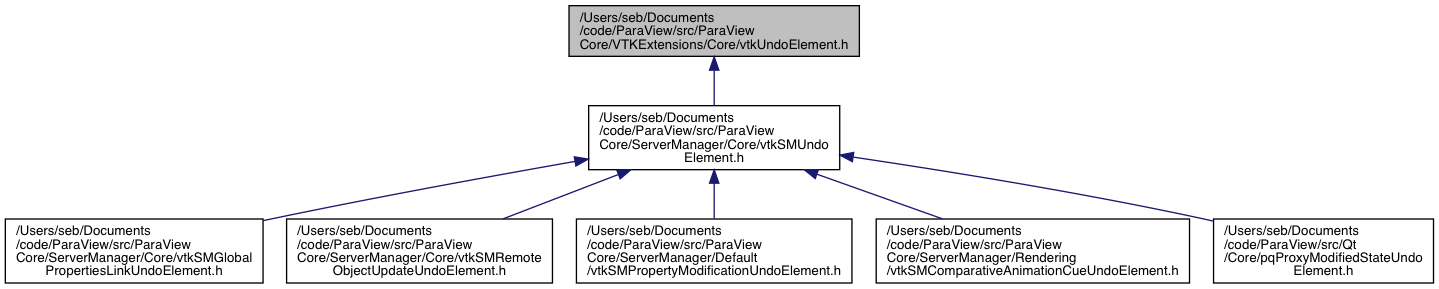 /Users/seb/Documents
/code/ParaView/src/ParaView
Core/VTKExtensions/Core/vtkUndoElement.h
/Users/seb/Documents
/code/ParaView/src/ParaView
Core/ServerManager/Core/vtkSMUndo
Element.h
/Users/seb/Documents
/code/ParaView/src/ParaView
Core/ServerManager/Core/vtkSMGlobal
PropertiesLinkUndoElement.h
/Users/seb/Documents
/code/ParaView/src/ParaView
Core/ServerManager/Core/vtkSMRemote
ObjectUpdateUndoElement.h
/Users/seb/Documents
/code/ParaView/src/ParaView
Core/ServerManager/Default
/vtkSMPropertyModificationUndoElement.h
/Users/seb/Documents
/code/ParaView/src/ParaView
Core/ServerManager/Rendering
/vtkSMComparativeAnimationCueUndoElement.h
/Users/seb/Documents
/code/ParaView/src/Qt
/Core/pqProxyModifiedStateUndo
Element.h